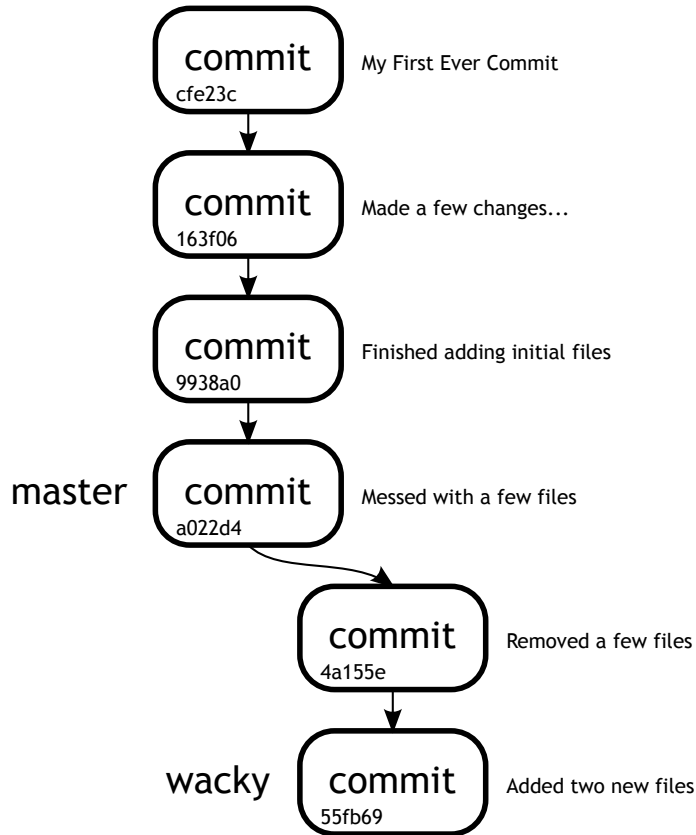 commit
cfe23c
My First Ever Commit
commit
163f06
Made a few changes...
commit
9938a0
Finished adding initial files
master
commit
a022d4
Messed with a few files
commit
4a155e
Removed a few files
wacky
commit
55fb69
Added two new files